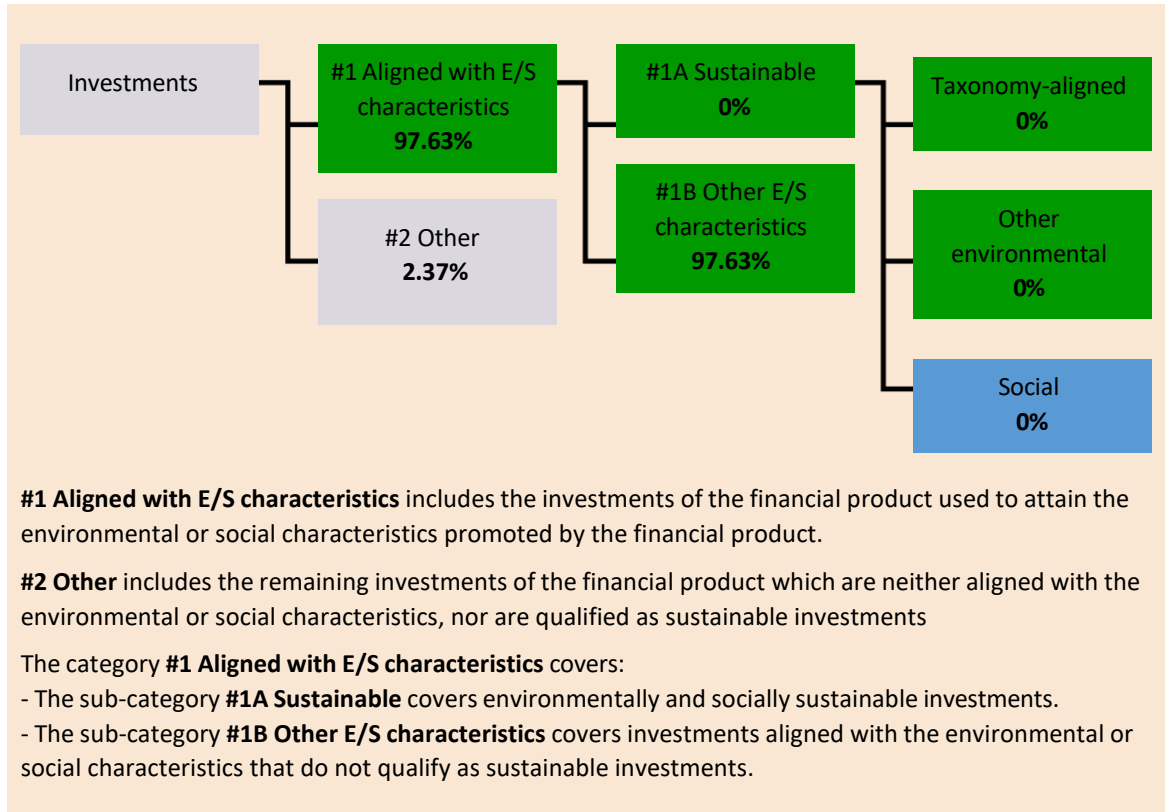 Investments
#1 Aligned with E/S
characteristics
97.63%
#2 Other
2.37%
#1A Sustainable
0%
#1B Other E/S
characteristics
97.63%
Taxonomy-aligned
0%
Other
environmental
0%
Social
0%
#1 Aligned with E/S characteristics includes the investments of the financial product used to attain the
environmental or social characteristics promoted by the financial product.
#2 Other includes the remaining investments of the financial product which are neither aligned with the
environmental or social characteristics, nor are qualified as sustainable investments
The category #1 Aligned with E/S characteristics covers:
- The sub-category #1A Sustainable covers environmentally and socially sustainable investments.
- The sub-category #1B Other E/S characteristics covers investments aligned with the environmental or
social characteristics that do not qualify as sustainable investments.